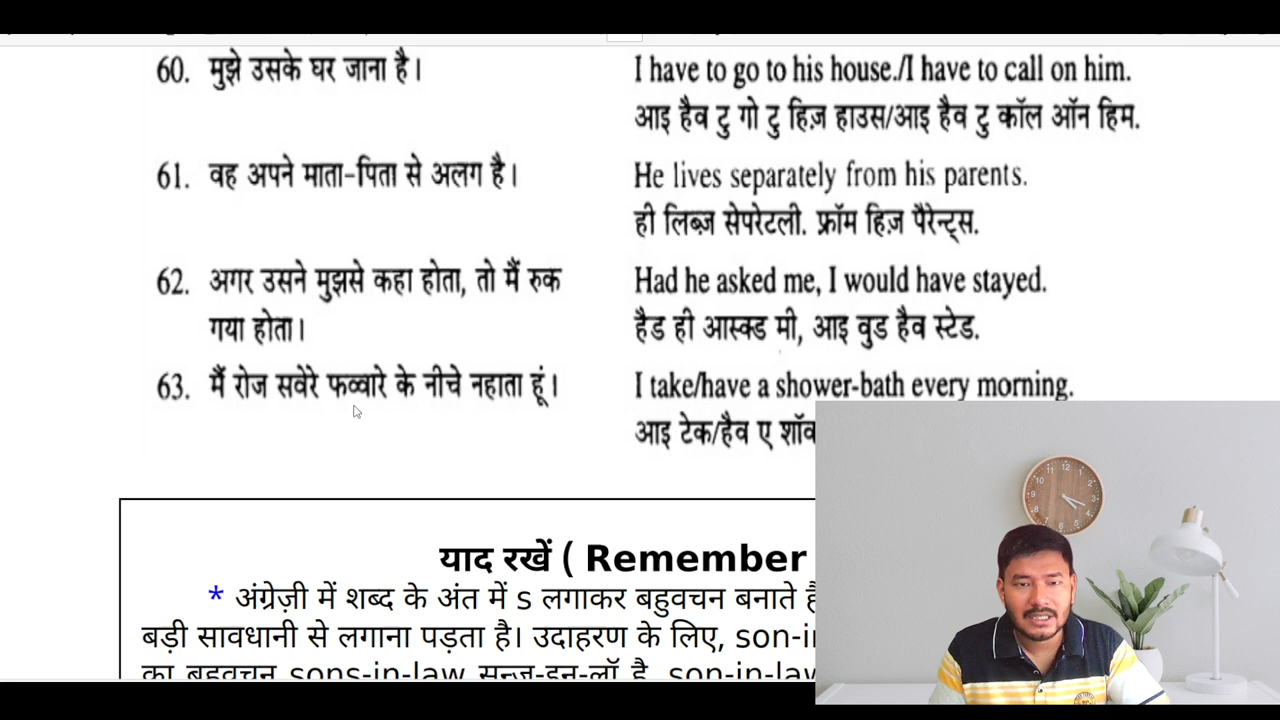 60. मुझे उसके घर जाना है।
I have to go to his house./I have to call on him.
आइ हैव टु गो टु हिज़ हाउस/आइ हैव टु कॉल ऑन हिम.
61. वह अपने माता-पिता से अलग है।
He lives separately from his parents.
ही लिव्ज़ सेपरेटली. फ्रॉम हिज़ पैरेन्ट्स.
62. अगर उसने मुझसे कहा होता, तो मैं रुक
गया होता।
Had he asked me, I would have stayed.
हैड ही आस्क्ड मी, आइ वुड हैव स्टेड.
63. मैं रोज सवेरे फव्वारे के नीचे नहाता हूं।
I take/have a shower-bath every morning.
आइ टेक/हैव ए
याद रखें ( Remember
* अंग्रेज़ी में शब्द के अंत में s लगाकर बहुवचन बनाते
बड़ी सावधानी से लगाना पड़ता है। उदाहरण के लिए,
का बहुवचन sons-in-law सन्ज़-इन-लॉ है